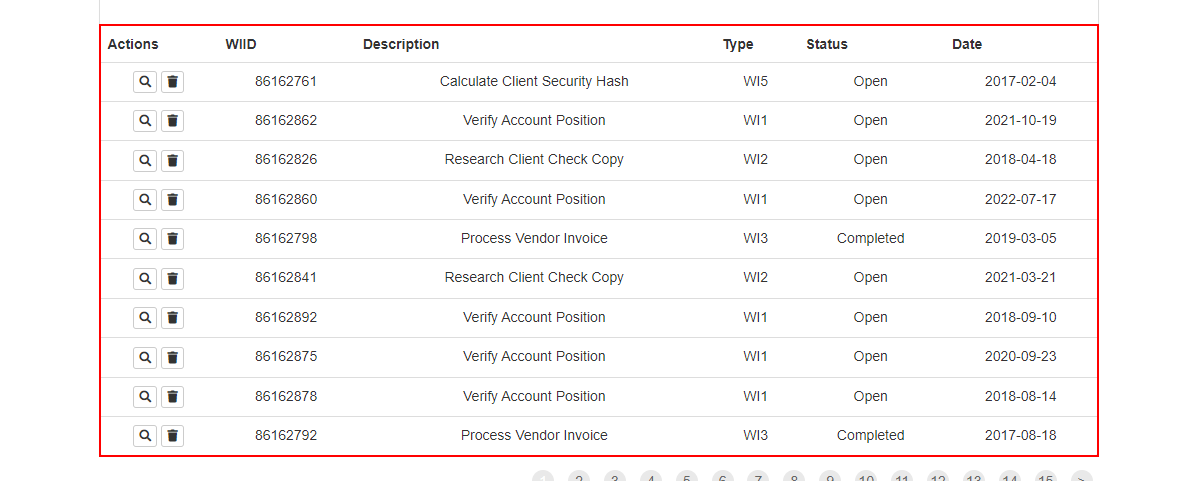 Actions WIID Description Type Status Date
86162761 Calculate Client Security Hash WI5 Open 2017-02-04
86162862 Verify Account Position WI1 Open 2021-10-19
86162826 Research Client Check Copy WI2 Open 2018-04-18
86162860 Verify Account Position WI1 Open 2022-07-17
86162798 Process Vendor Invoice WI3 Completed 2019-03-05
86162841 Research Client Check Copy WI2 Open 2021-03-21
86162892 Verify Account Position WI1 Open 2018-09-10
86162875 Verify Account Position WI1 Open 2020-09-23
86162878 Verify Account Position WI1 Open 2018-08-14
86162792 Process Vendor Invoice WI3 Completed 2017-08-18
1 2 3 4 5 6 7 8 9 10 11 12 13 14 15 >